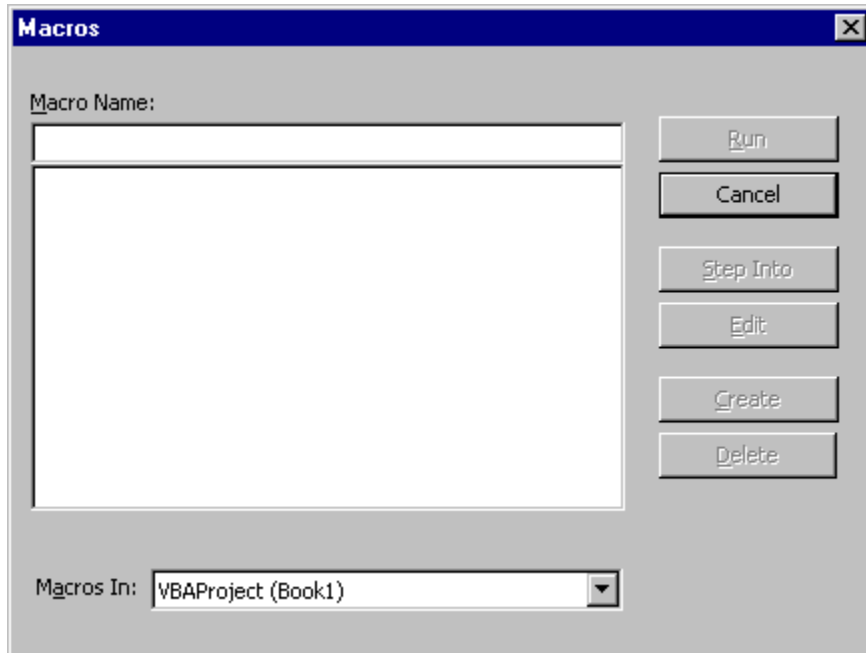 Macros
Macro Name:
Run
Cancel
Step Into
Edit
Create
Delete
Macros In: VBAProject (Book1)